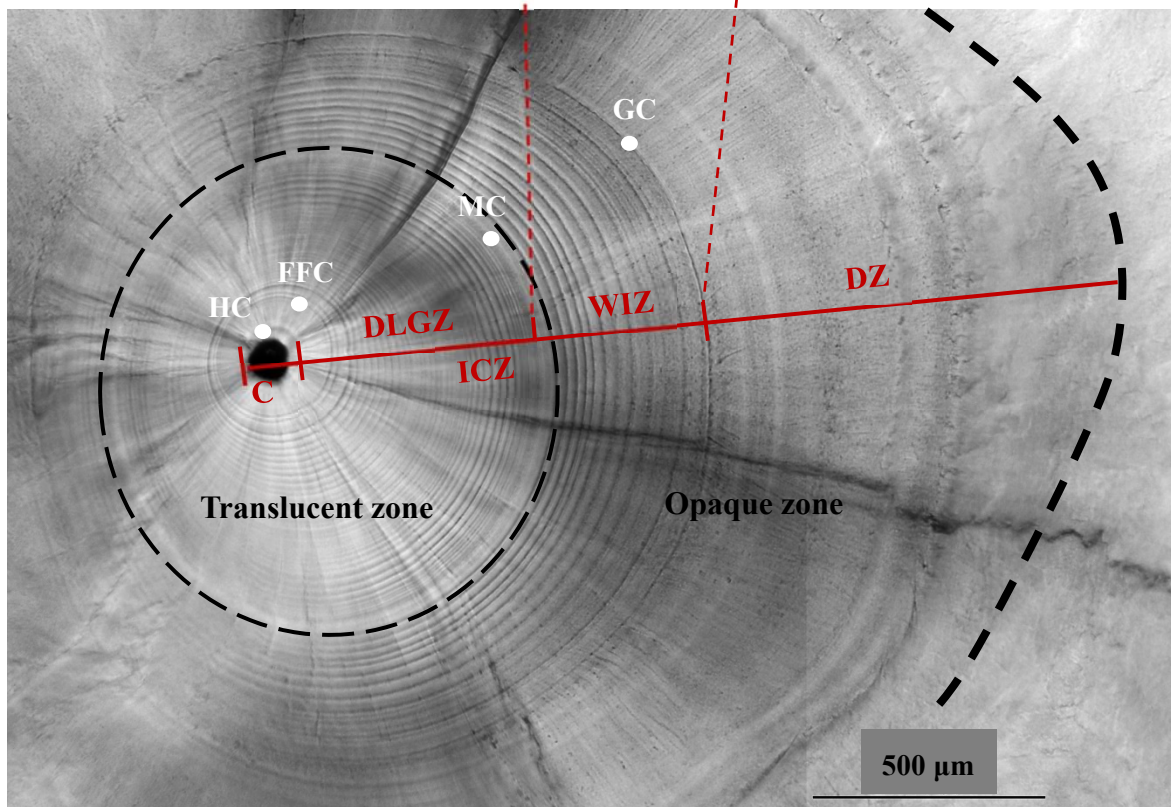 GC
MC
FFC
HC
DLGZ
WIZ
DZ
ICZ
C
Translucent zone
Opaque zone
500 µm